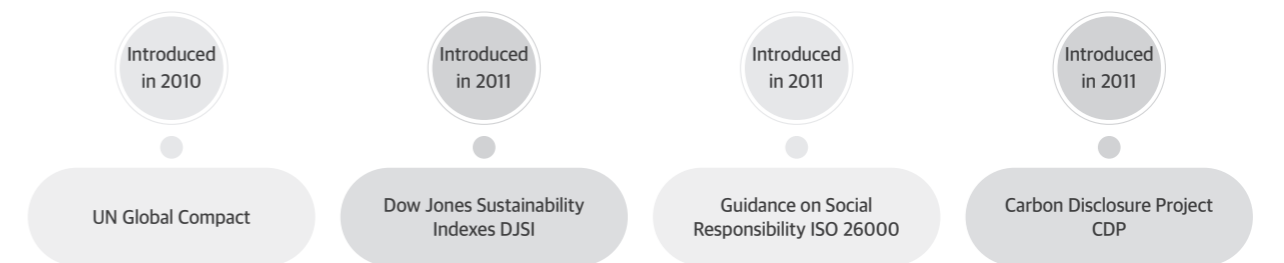 Introduced
in 2010
UN Global Compact
Introduced
in 2011
Dow Jones Sustainability
Indexes DJSI
Introduced
in 2011
Guidance on Social
Responsibility ISO 26000
Introduced
in 2011
Carbon Disclosure Project
CDP